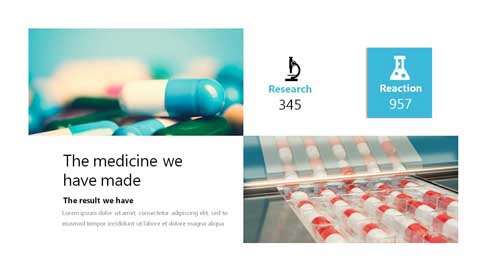 Research
345
Reaction
957
The medicine we
have made
The result we have
Lorem ipsum dolor sit amet, consectetur adipiscing elit, sed to
eiusmod tempor incididunt ut labore et dolore magna aliqua